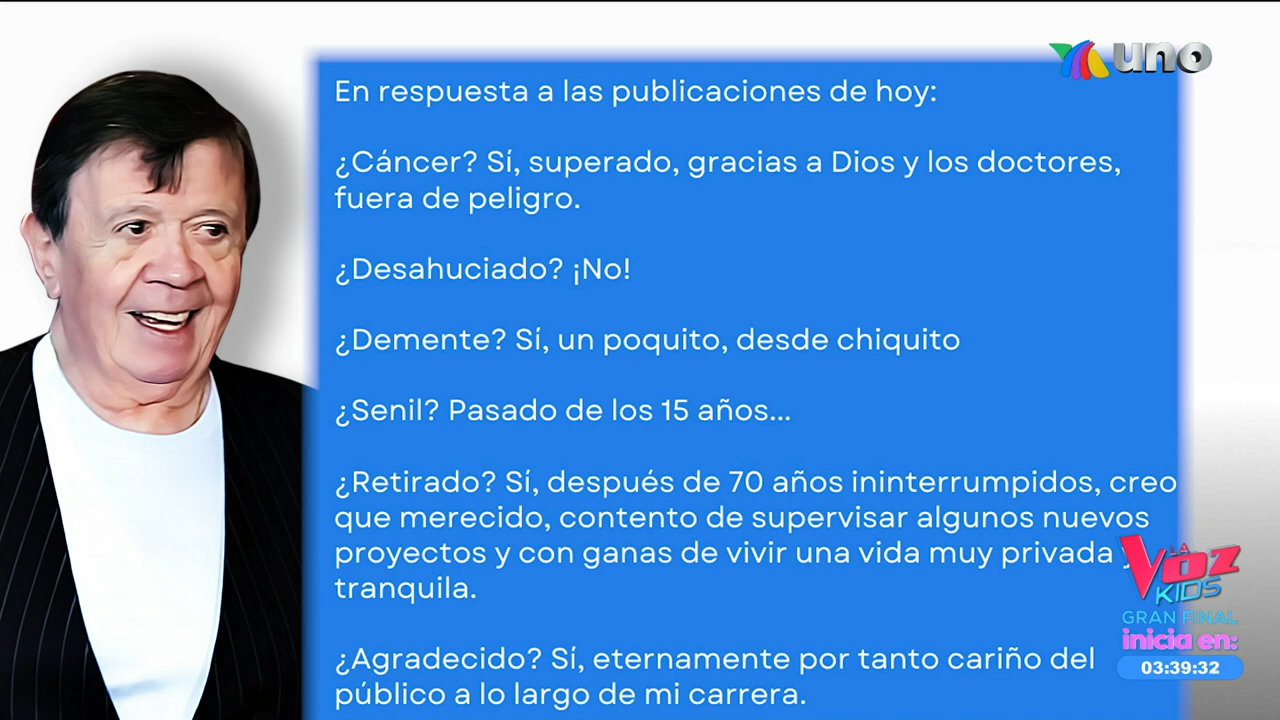 uno
En respuesta a las publicaciones de hoy:
¿Cáncer? Sí, superado, gracias a Dios y los doctores,
fuera de peligro.
¿Desahuciado? ¡No!
¿Demente? Sí, un poquito, desde chiquito
¿Senil? Pasado de los 15 años...
¿Retirado? Sí, después de 70 años ininterrumpidos, creo
que merecido, contento de supervisar algunos nuevos
proyectos y con ganas de vivir una vida muy privada y
tranquila.
¿Agradecido? Sí, eternamente por tanto cariño del
público a lo largo de mi carrera.
LA
VOZ
KIDS
GRAN FINAL
inicia en:
03:39:32